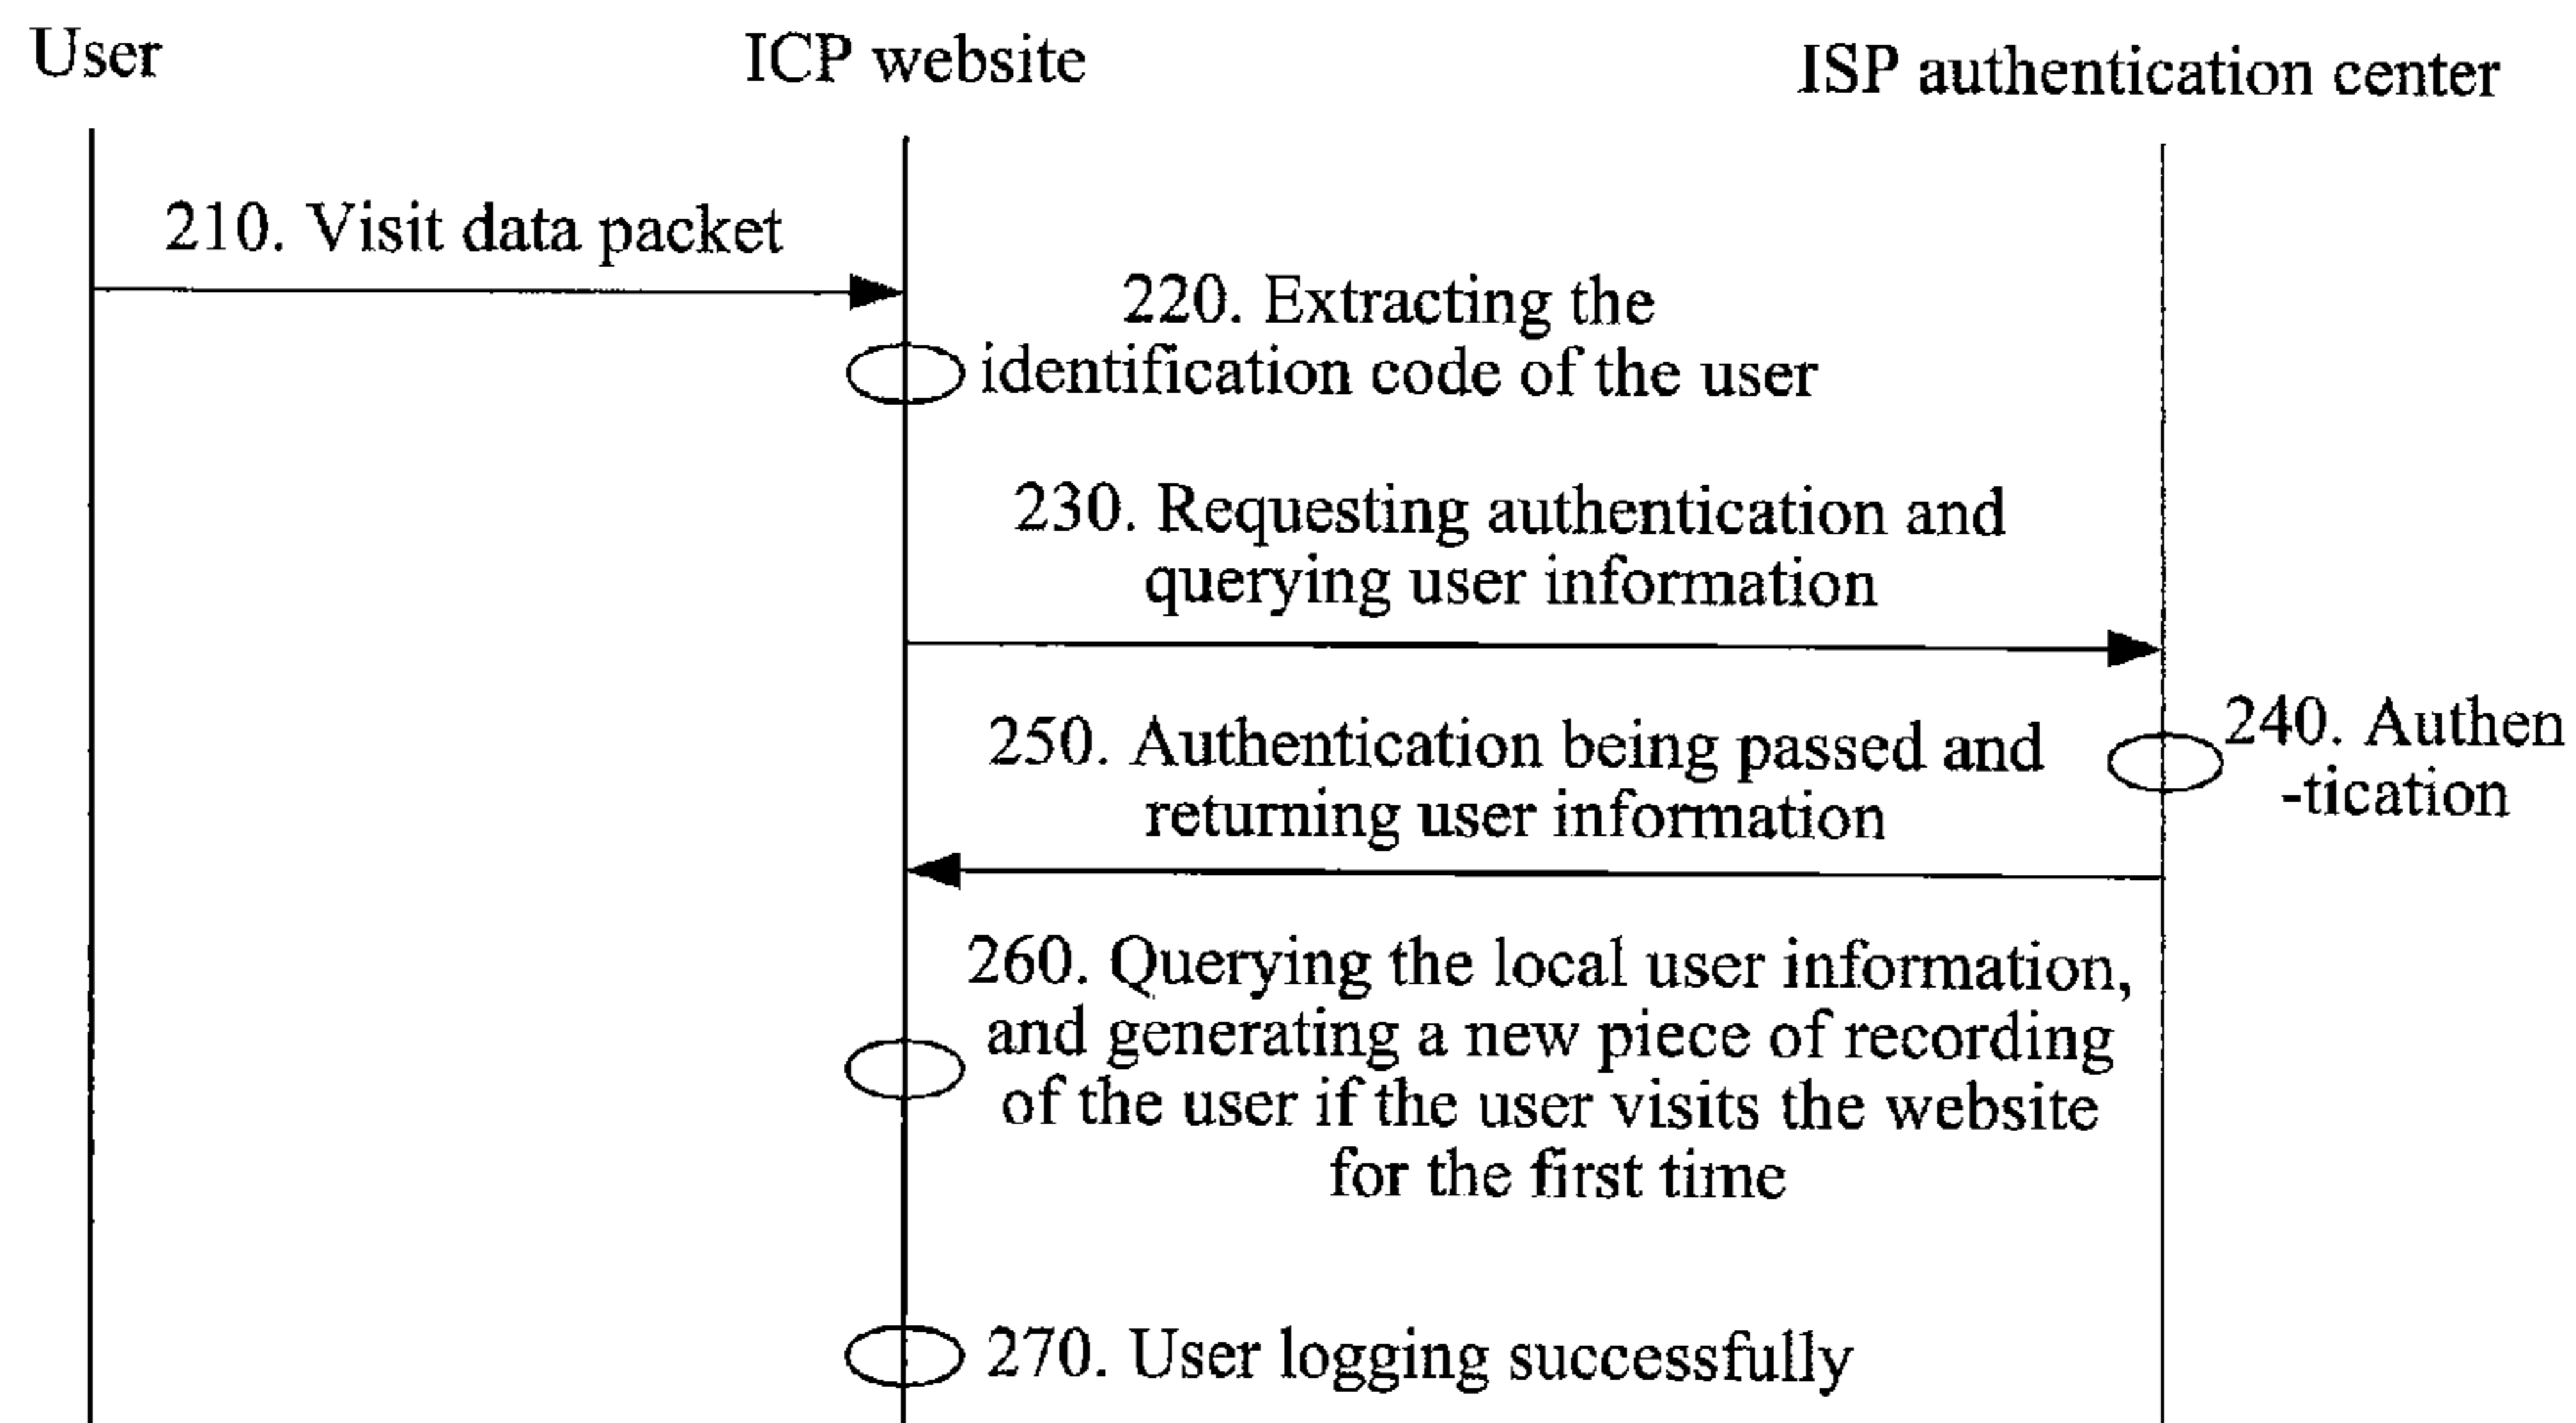 User
ICP website
ISP authentication center
210. Visit data packet
220. Extracting the
identification code of the user
230. Requesting authentication and
querying user information
240. Authen
-tication
250. Authentication being passed and
returning user information
260. Querying the local user information,
and generating a new piece of recording
of the user if the user visits the website
for the first time
270. User logging successfully